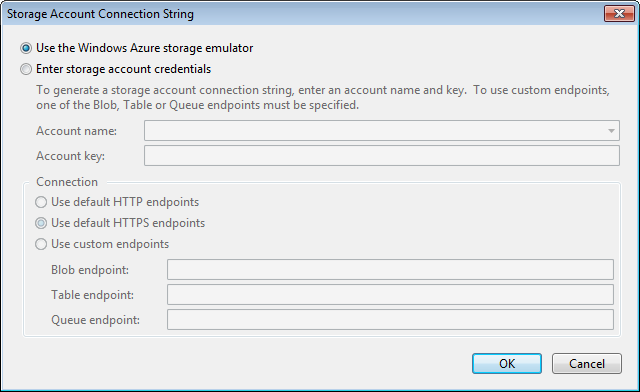 Storage Account Connection String
Use the Windows Azure storage emulator
Enter storage account credentials
To generate a storage account connection string, enter an account name and key.  To use custom endpoints,
one of the Blob, Table or Queue endpoints must be specified.
Account name:
Account key:
Connection
Use default HTTP endpoints
Use default HTTPS endpoints
Use custom endpoints
Blob endpoint:
Table endpoint:
Queue endpoint:
OK Cancel